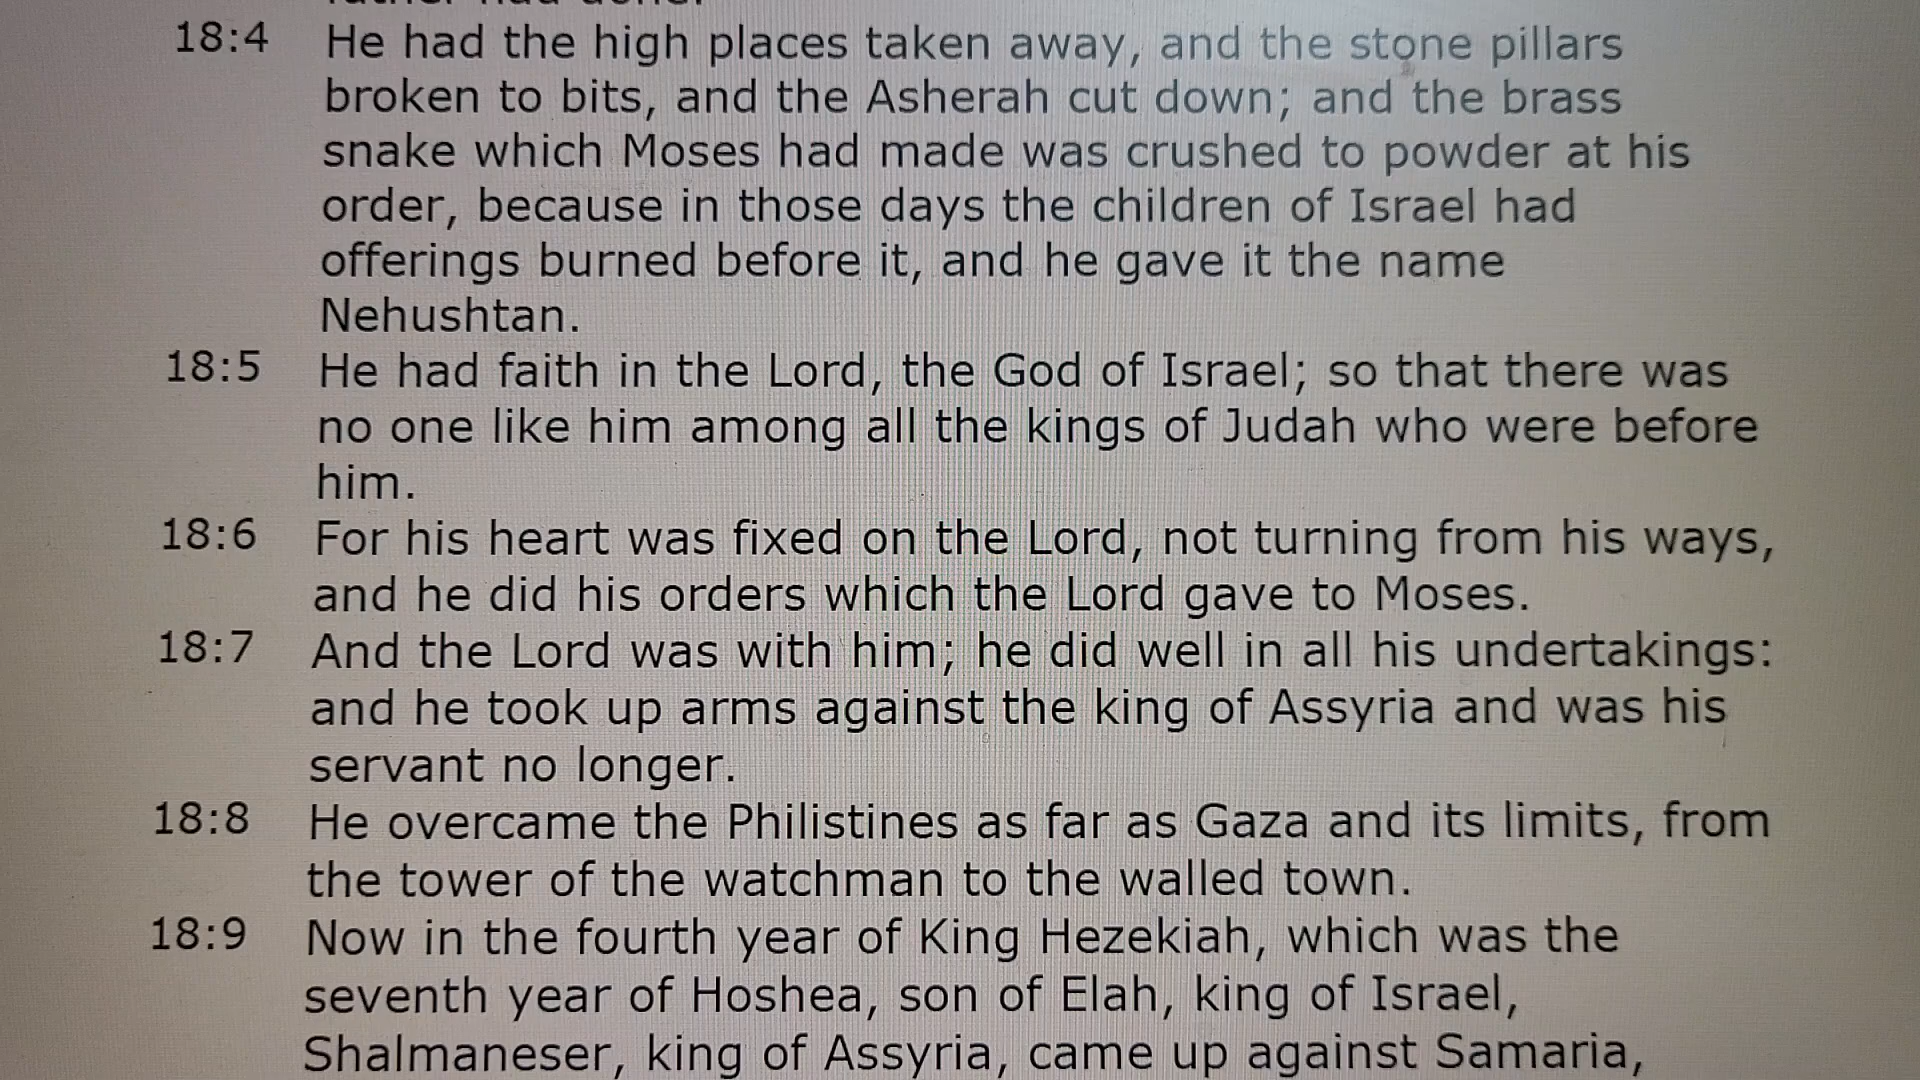 father had done.
18:4 He had the high places taken away, and the stone pillars
broken to bits, and the Asherah cut down; and the brass
snake which Moses had made was crushed to powder at his
order, because in those days the children of Israel had
offerings burned before it, and he gave it the name
Nehushtan.
18:5 He had faith in the Lord, the God of Israel; so that there was
no one like him among all the kings of Judah who were before
him.
18:6 For his heart was fixed on the Lord, not turning from his ways,
and he did his orders which the Lord gave to Moses.
18:7 And the Lord was with him; he did well in all his undertakings:
and he took up arms against the king of Assyria and was his
servant no longer.
18:8 He overcame the Philistines as far as Gaza and its limits, from
the tower of the watchman to the walled town.
18:9 Now in the fourth year of King Hezekiah, which was the
seventh year of Hoshea, son of Elah, king of Israel,
Shalmaneser, king of Assyria, came up against Samaria,